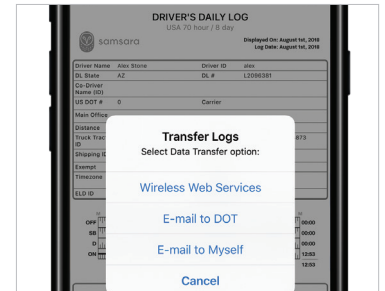 DRIVER'S DAILY LOG
USA 70 hour / 8 day
samsara
Displayed On: August 1st, 2018
Log Date: August 1st, 2018
Driver Name Alex Stone Driver ID alex
DL State AZ DL # L2096381
Co-Driver
Name (ID)
US DOT # 0 Carrier
Main Office
Distance
Truck Trac
ID
873
Shipping ID
Exempt
Timezone
ELD ID
Transfer Logs
Select Data Transfer option:
Wireless Web Services
E-mail to DOT
E-mail to Myself
Cancel
M
OFF 00:00
SB 00:00
D 00:00
ON 12:53
12:53